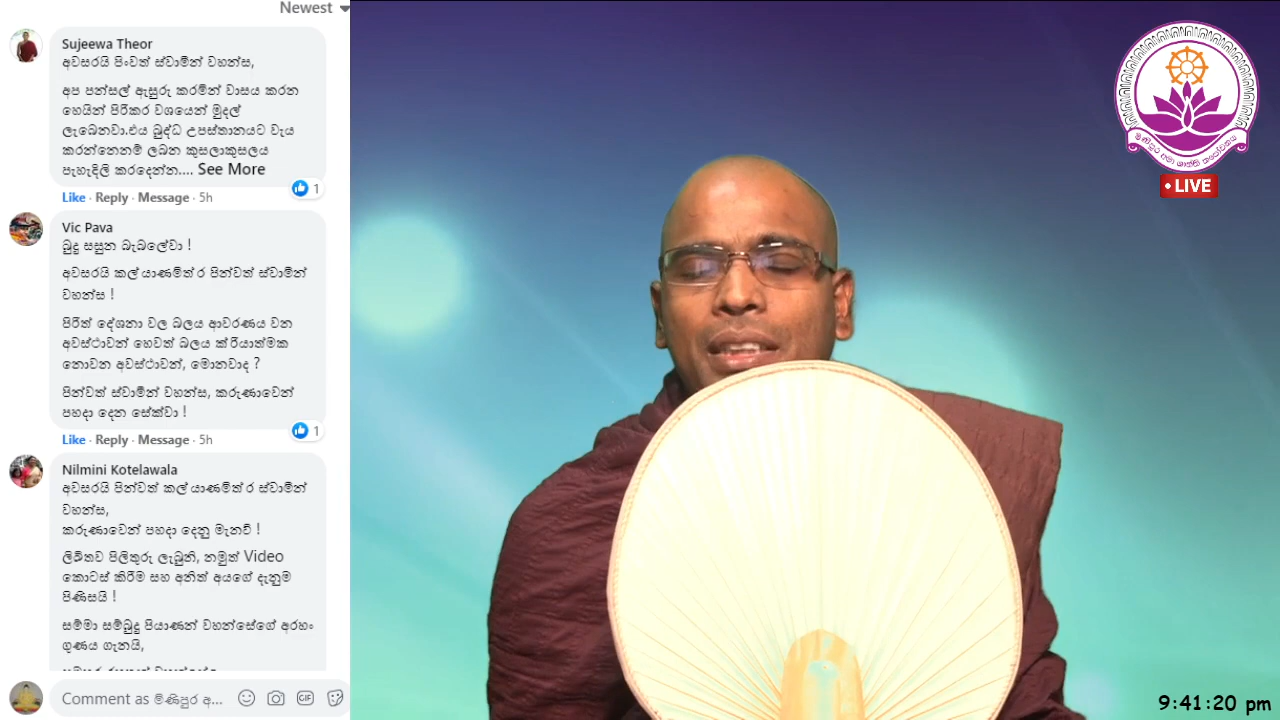 Newest
Sujeewa Theor
අවසරයි පිංවත් ස්වාමීන් වහන්ස,
අප පන්සල් ඇසුරු කරමින් වාසය කරන
හෙයින් පිරිකර වශයෙන් මුදල්
ලැබෙනවා.එය බුද්ධ උපස්තානයට වැය
කරන්නෙනම් ලබන කුසලාකුසලය
පැහැදිලි කරදෙන්න.... See More
Like · Reply · Message · 5h
1
Vic Pava
බුදු සසුන බැබලේවා !
අවසරයි කල් යාණමිත් ර පින්වත් ස්වාමීන්
වහන්ස !
පිරිත් දේශනා වල බලය ආවරණය වන
අවස්ථාවන් හෙවත් බලය ක් රියාත්මක
නොවන අවස්ථාවන්, මොනවාද ?
පින්වත් ස්වාමීන් වහන්ස, කරුණාවෙන්
පහදා දෙන සේක්වා !
Like · Reply · Message · 5h
1
Nilmini Kotelawala
අවසරයි පින්වත් කල් යාණමිත් ර ස්වාමීන්
වහන්ස,
කරුණාවෙන් පහදා දෙනු මැනවි !
ලිඛිතව පිලිතුරු ලැබුනි, නමුත් Video
කොටස් කිරීම සහ අනිත් අයගේ දැනුම
පිණිසයි !
සම්මා සම්බුදු පියාණන් වහන්සේගේ අරහං
ගුණය ගැනයි,
Comment as මිණිපුර අ...
GIF
LIVE
9:41:20 pm